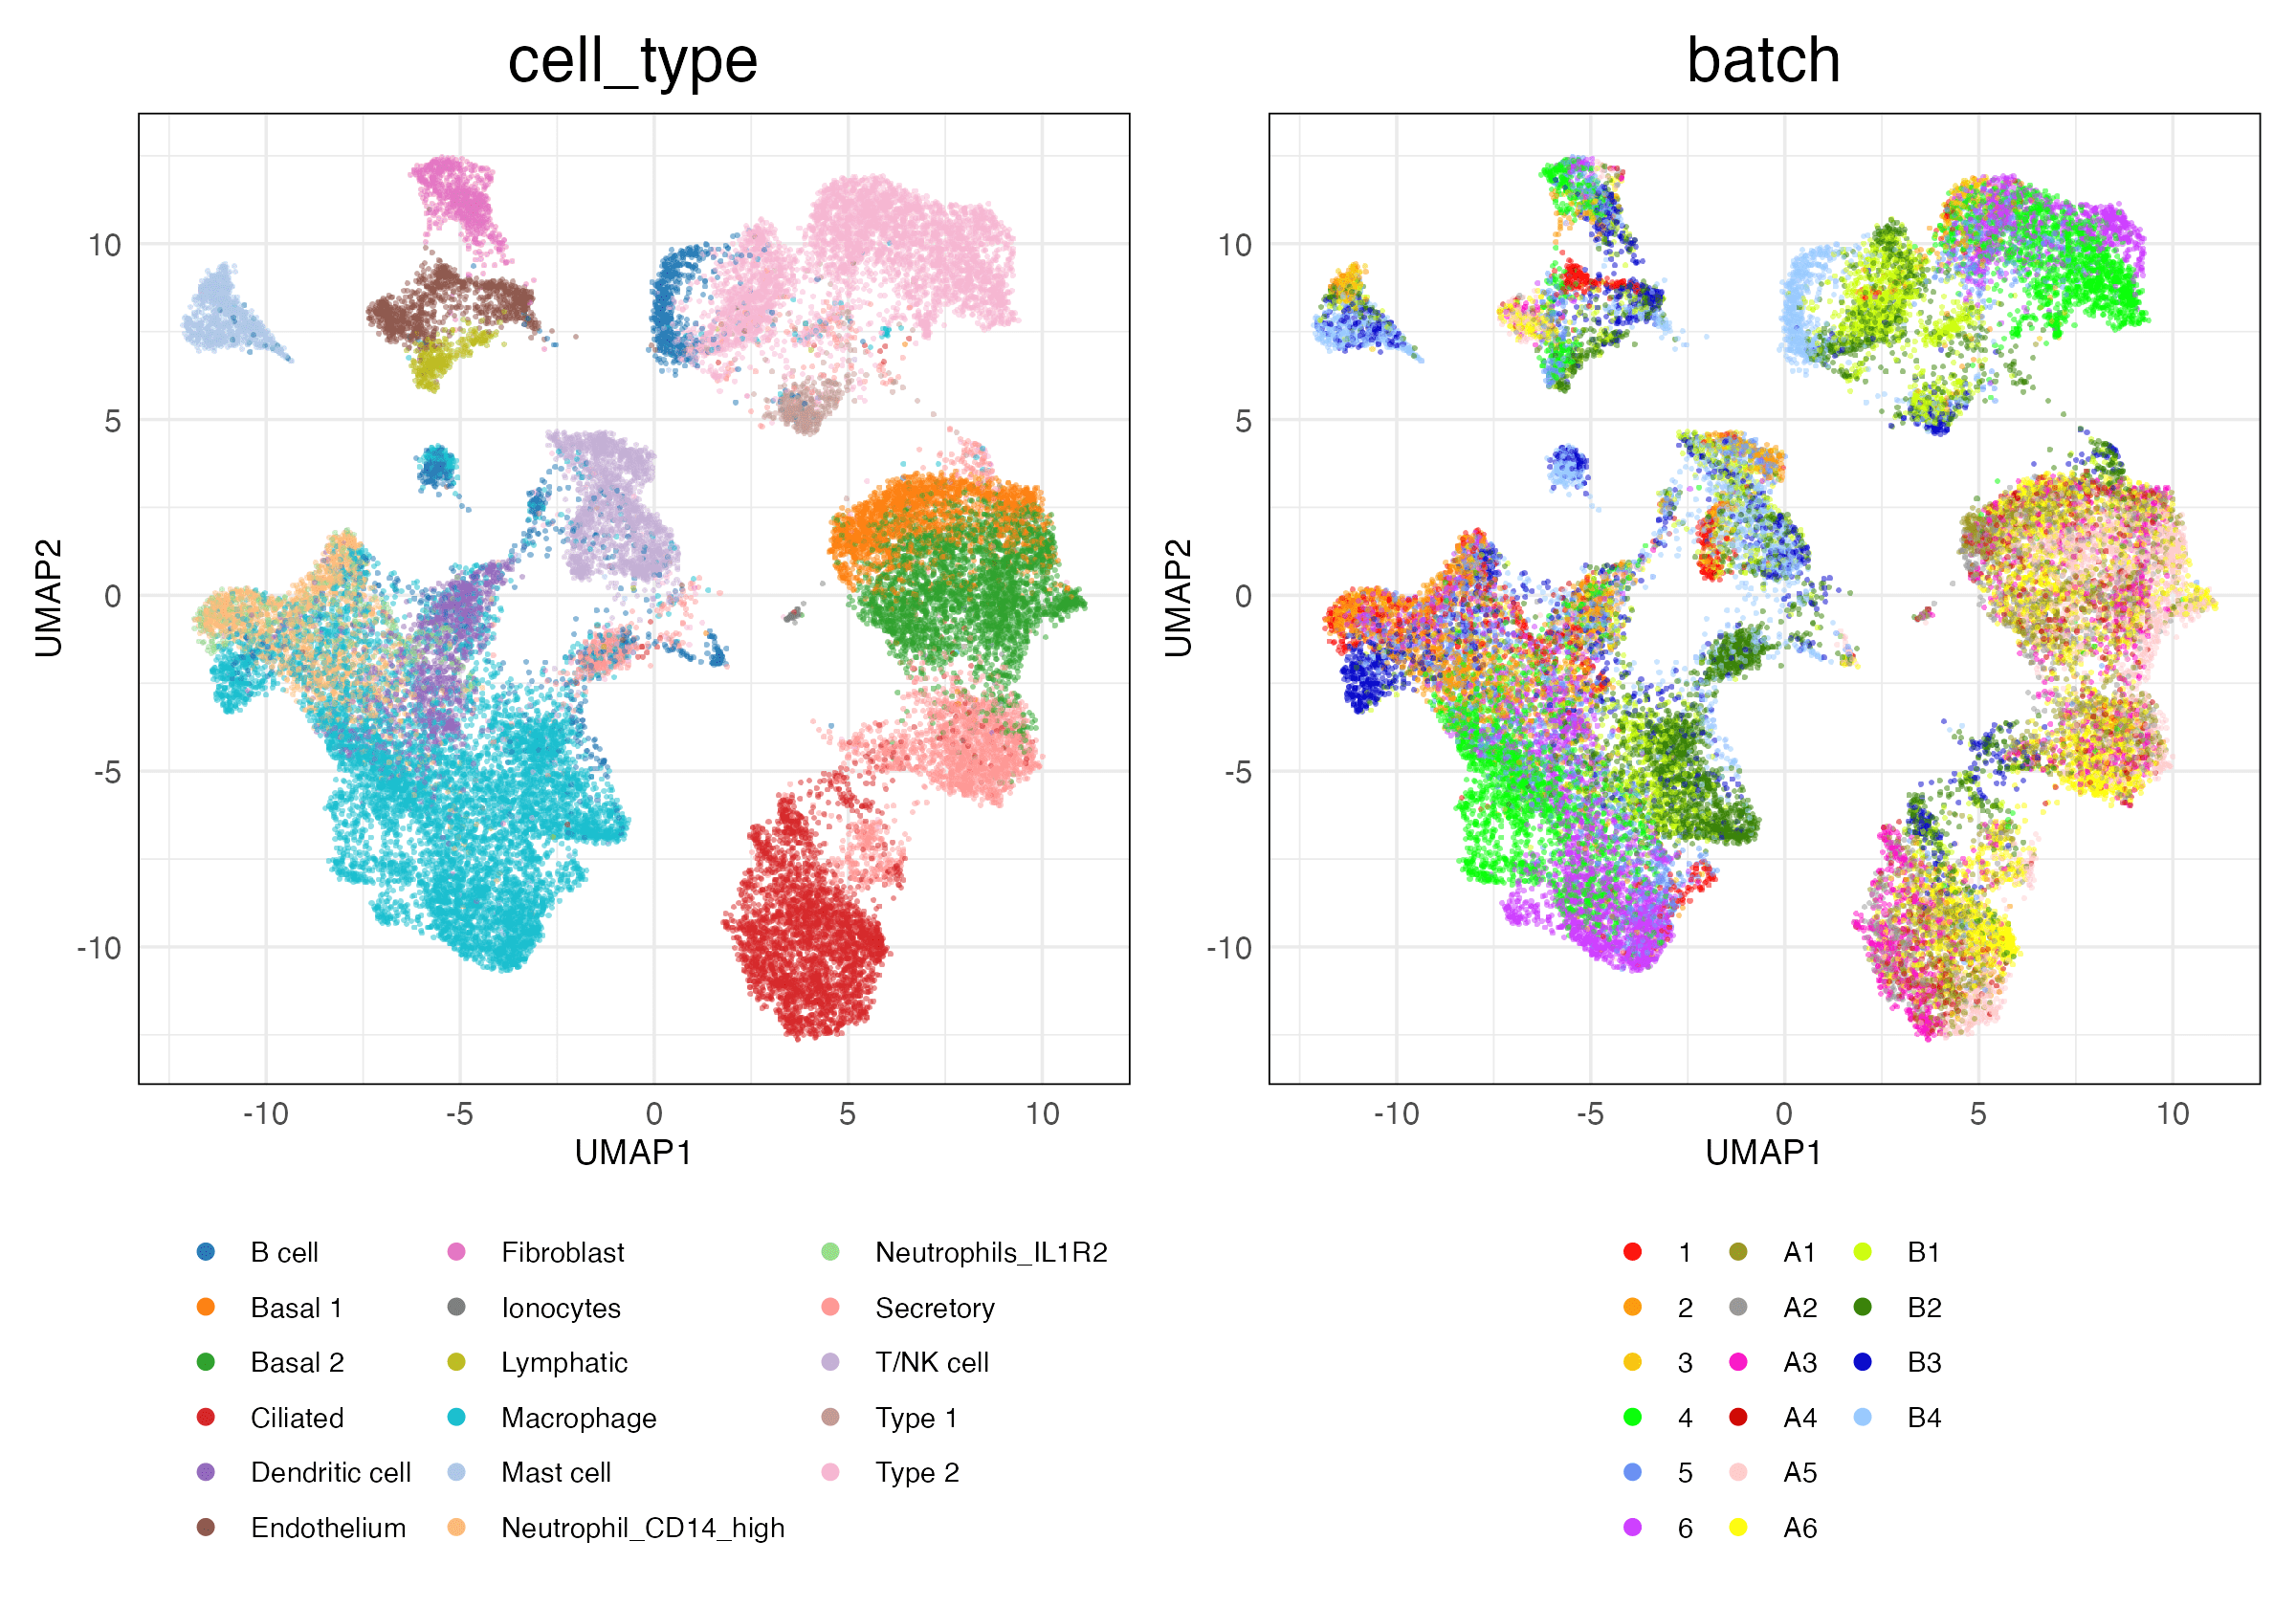 cell_type
batch
10
5
0
-5
-10
UMAP2
-10 -5 0 5 10
UMAP1
10
5
0
-5
-10
UMAP2
-10 -5 0 5 10
UMAP1
B cell Fibroblast Neutrophils_IL1R2
Basal 1 Ionocytes Secretory
Basal 2 Lymphatic T/NK cell
Ciliated Macrophage Type 1
Dendritic cell Mast cell Type 2
Endothelium Neutrophil_CD14_high
1 A1 B1
2 A2 B2
3 A3 B3
4 A4 B4
5 A5
6 A6